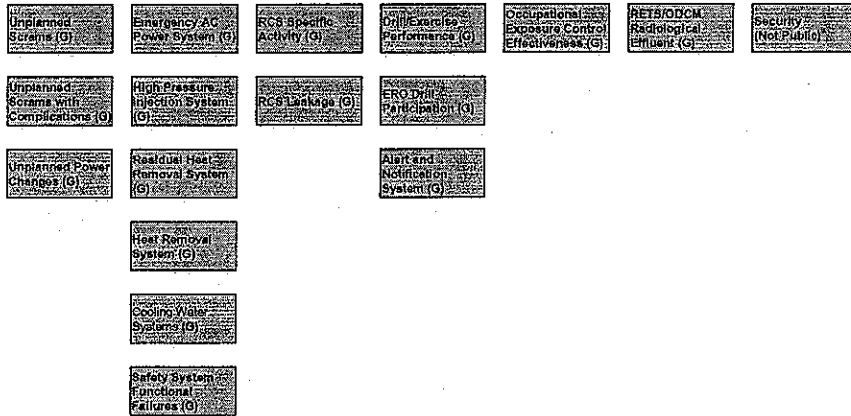 Unplanned
Scrams (G)
Emergency AC
Power System (G)
RCS Specific
Activity (G)
Drill/Exercise
Performance (G)
Occupational
Exposure Control
Effectiveness (G)
RETS/ODCM
Radiological
Effluent (G)
Security
(Not Public)
Unplanned
Scrams with
Complications (G)
High Pressure
Injection System
(G)
RCS Leakage (G)
ERO Drill
Participation (G)
Unplanned Power
Changes (G)
Residual Heat
Removal System
(G)
Alert and
Notification
System (G)
Heat Removal
System (G)
Cooling Water
Systems (G)
Safety System
Functional
Failures (G)